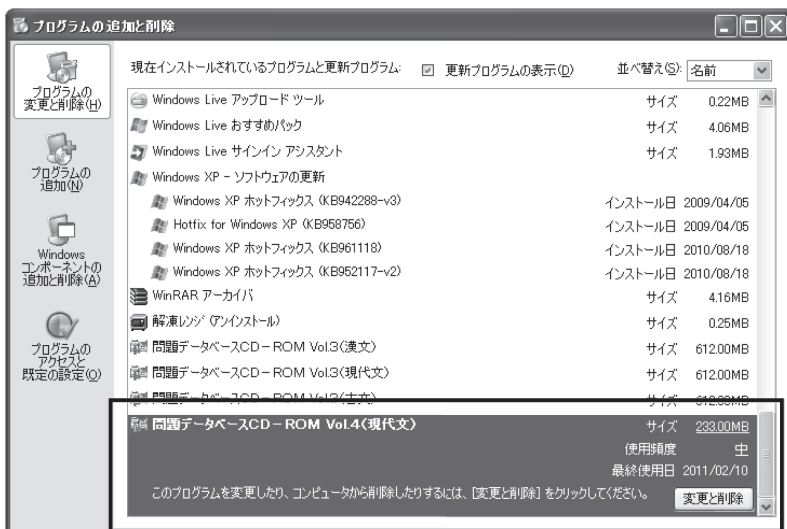 プログラムの追加と削除
現在インストールされているプログラムと更新プログラム: 更新プログラムの表示(D) 並べ替え(S): 名前
プログラムの
変更と削除(H)
プログラムの
追加(N)
Windows
コンポーネントの
追加と削除(A)
プログラムの
アクセスと
既定の設定(O)
Windows Live アップロード ツール サイズ 0.22MB
Windows Live おすすめパック サイズ 4.06MB
Windows Live サインイン アシスタント サイズ 1.93MB
Windows XP - ソフトウェアの更新
Windows XP ホットフィックス (KB942288-v3) インストール日 2009/04/05
Hotfix for Windows XP (KB958756) インストール日 2009/04/05
Windows XP ホットフィックス (KB961118) インストール日 2010/08/18
Windows XP ホットフィックス (KB952117-v2) インストール日 2010/08/18
WinRAR アーカイバ サイズ 4.16MB
解凍レンジ (アンインストール) サイズ 0.25MB
問題データベースCD-ROM Vol.3(漢文) サイズ 612.00MB
問題データベースCD-ROM Vol.3(現代文) サイズ 612.00MB
問題データベースCD-ROM Vol.3(古文) サイズ 612.00MB
問題データベースCD-ROM Vol.4(現代文) サイズ 233.00MB
使用頻度 中
最終使用日 2011/02/10
このプログラムを変更したり、コンピュータから削除したりするには、[変更と削除] をクリックしてください。 変更と削除